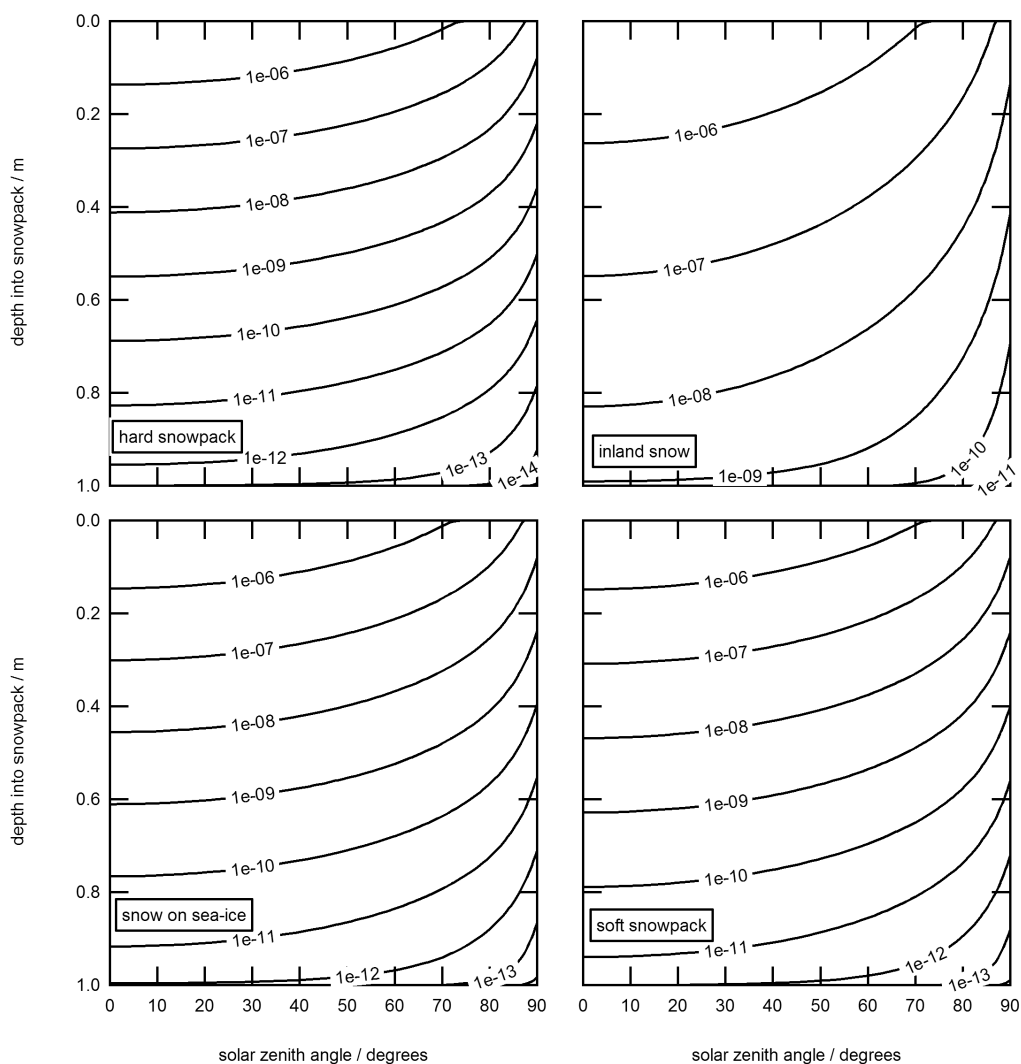 0.0
0.2
0.4
0.6
0.8
1.0
depth into snowpack / m
1e-06
1e-07
1e-08
1e-09
1e-10
1e-11
1e-12
1e-13
1e-14
hard snowpack
1e-06
1e-07
1e-08
1e-09
1e-10
1e-11
inland snow
0.0
0.2
0.4
0.6
0.8
1.0
depth into snowpack / m
1e-06
1e-07
1e-08
1e-09
1e-10
1e-11
1e-12
1e-13
snow on sea-ice
0 10 20 30 40 50 60 70 80 90
solar zenith angle / degrees
1e-06
1e-07
1e-08
1e-09
1e-10
1e-11
1e-12
1e-13
soft snowpack
0 10 20 30 40 50 60 70 80 90
solar zenith angle / degrees